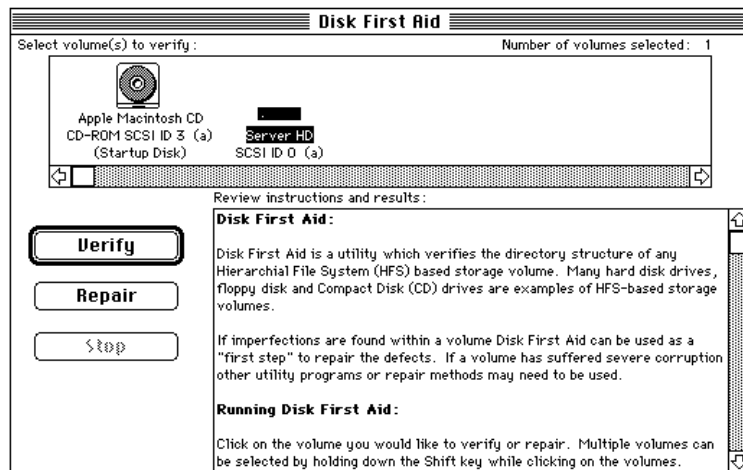 Disk First Aid
Select volume(s) to verify:
Number of volumes selected: 1
Apple Macintosh CD
CD-ROM SCSI ID 3 (a)
(Startup Disk)
Server HD
SCSI ID 0 (a)
Review instructions and results:
Disk First Aid:
Disk First Aid is a utility which verifies the directory structure of any
Hierarchial File System (HFS) based storage volume. Many hard disk drives,
floppy disk and Compact Disk (CD) drives are examples of HFS-based storage
volumes.
If imperfections are found within a volume Disk First Aid can be used as a
"first step" to repair the defects. If a volume has suffered severe corruption
other utility programs or repair methods may need to be used.
Running Disk First Aid:
Click on the volume you would like to verify or repair. Multiple volumes can
be selected by holding down the Shift key while clicking on the volumes.
Verify
Repair
Stop